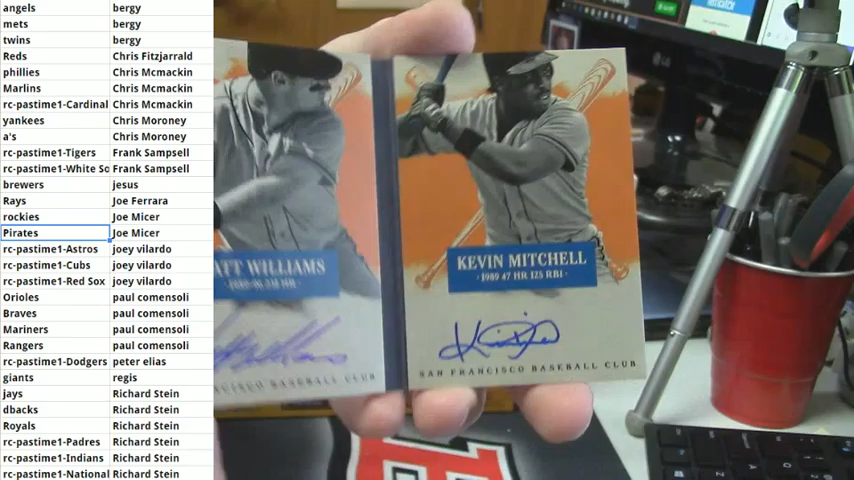 angels bergy
mets bergy
twins bergy
Reds Chris Fitzjarrald
phillies Chris Mcmackin
Marlins Chris Mcmackin
rc-pastime1-Cardinal Chris Mcmackin
yankees Chris Moroney
a's Chris Moroney
rc-pastime1-Tigers Frank Sampsell
rc-pastime1-White So Frank Sampsell
brewers jesus
Rays Joe Ferrara
rockies Joe Micer
Pirates Joe Micer
rc-pastime1-Astros joey vilardo
rc-pastime1-Cubs joey vilardo
rc-pastime1-Red Sox joey vilardo
Orioles paul comensoli
Braves paul comensoli
Mariners paul comensoli
Rangers paul comensoli
rc-pastime1-Dodgers peter elias
giants regis
jays Richard Stein
dbacks Richard Stein
Royals Richard Stein
rc-pastime1-Padres Richard Stein
rc-pastime1-Indians Richard Stein
rc-pastime1-National Richard Stein
ATT WILLIAMS
NCISCO BASEBALL CLUB
KEVIN MITCHELL
· 1989 47 HR 125 RBI ·
SAN FRANCISCO BASEBALL CLUB
LG